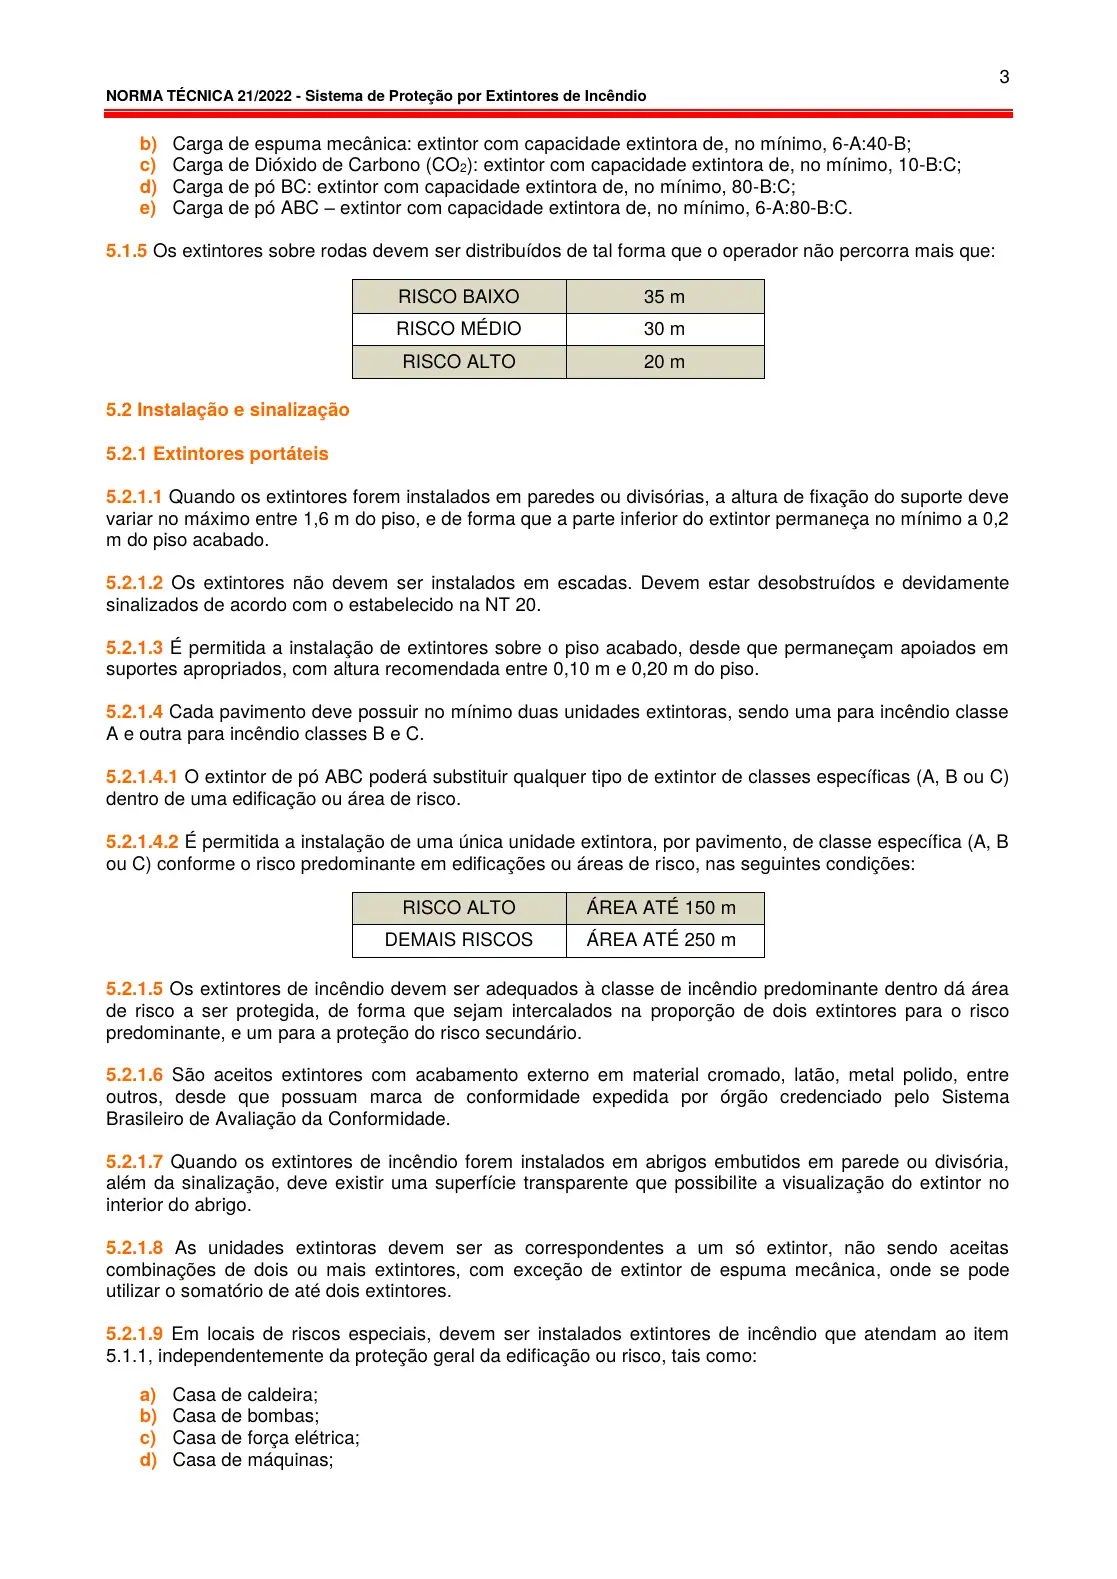 3
NORMA TÉCNICA 21/2022 - Sistema de Proteção por Extintores de Incêndio
b) Carga de espuma mecânica: extintor com capacidade extintora de, no mínimo, 6-A:40-B;
c) Carga de Dióxido de Carbono (CO₂): extintor com capacidade extintora de, no mínimo, 10-B:C;
d) Carga de pó BC: extintor com capacidade extintora de, no mínimo, 80-B:C;
e) Carga de pó ABC – extintor com capacidade extintora de, no mínimo, 6-A:80-B:C.
5.1.5 Os extintores sobre rodas devem ser distribuídos de tal forma que o operador não percorra mais que:
RISCO BAIXO 35 m
RISCO MÉDIO 30 m
RISCO ALTO 20 m
5.2 Instalação e sinalização
5.2.1 Extintores portáteis
5.2.1.1 Quando os extintores forem instalados em paredes ou divisórias, a altura de fixação do suporte deve
variar no máximo entre 1,6 m do piso, e de forma que a parte inferior do extintor permaneça no mínimo a 0,2
m do piso acabado.
5.2.1.2 Os extintores não devem ser instalados em escadas. Devem estar desobstruídos e devidamente
sinalizados de acordo com o estabelecido na NT 20.
5.2.1.3 É permitida a instalação de extintores sobre o piso acabado, desde que permaneçam apoiados em
suportes apropriados, com altura recomendada entre 0,10 m e 0,20 m do piso.
5.2.1.4 Cada pavimento deve possuir no mínimo duas unidades extintoras, sendo uma para incêndio classe
A e outra para incêndio classes B e C.
5.2.1.4.1 O extintor de pó ABC poderá substituir qualquer tipo de extintor de classes específicas (A, B ou C)
dentro de uma edificação ou área de risco.
5.2.1.4.2 É permitida a instalação de uma única unidade extintora, por pavimento, de classe específica (A, B
ou C) conforme o risco predominante em edificações ou áreas de risco, nas seguintes condições:
RISCO ALTO ÁREA ATÉ 150 m
DEMAIS RISCOS ÁREA ATÉ 250 m
5.2.1.5 Os extintores de incêndio devem ser adequados à classe de incêndio predominante dentro dá área
de risco a ser protegida, de forma que sejam intercalados na proporção de dois extintores para o risco
predominante, e um para a proteção do risco secundário.
5.2.1.6 São aceitos extintores com acabamento externo em material cromado, latão, metal polido, entre
outros, desde que possuam marca de conformidade expedida por órgão credenciado pelo Sistema
Brasileiro de Avaliação da Conformidade.
5.2.1.7 Quando os extintores de incêndio forem instalados em abrigos embutidos em parede ou divisória,
além da sinalização, deve existir uma superfície transparente que possibilite a visualização do extintor no
interior do abrigo.
5.2.1.8 As unidades extintoras devem ser as correspondentes a um só extintor, não sendo aceitas
combinações de dois ou mais extintores, com exceção de extintor de espuma mecânica, onde se pode
utilizar o somatório de até dois extintores.
5.2.1.9 Em locais de riscos especiais, devem ser instalados extintores de incêndio que atendam ao item
5.1.1, independentemente da proteção geral da edificação ou risco, tais como:
a) Casa de caldeira;
b) Casa de bombas;
c) Casa de força elétrica;
d) Casa de máquinas;